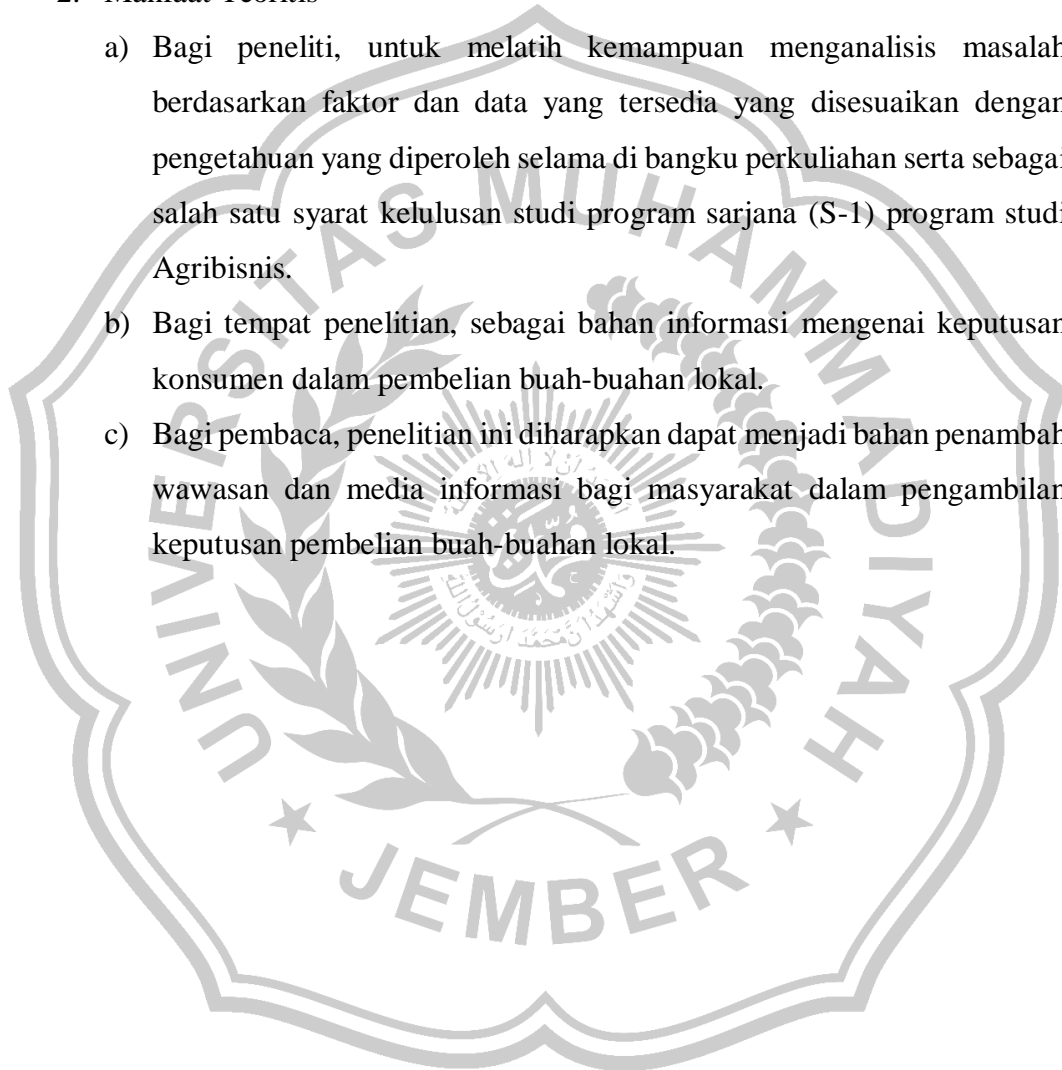 2. Manfaat Teoritis
a) Bagi peneliti, untuk melatih kemampuan menganalisis masalah
berdasarkan faktor dan data yang tersedia yang disesuaikan dengan
pengetahuan yang diperoleh selama di bangku perkuliahan serta sebagai
salah satu syarat kelulusan studi program sarjana (S-1) program studi
Agribisnis.
b) Bagi tempat penelitian, sebagai bahan informasi mengenai keputusan
konsumen dalam pembelian buah-buahan lokal.
c) Bagi pembaca, penelitian ini diharapkan dapat menjadi bahan penambah
wawasan dan media informasi bagi masyarakat dalam pengambilan
keputusan pembelian buah-buahan lokal.
UNIVERSITAS MUHAMMADIYAH
JEMBER